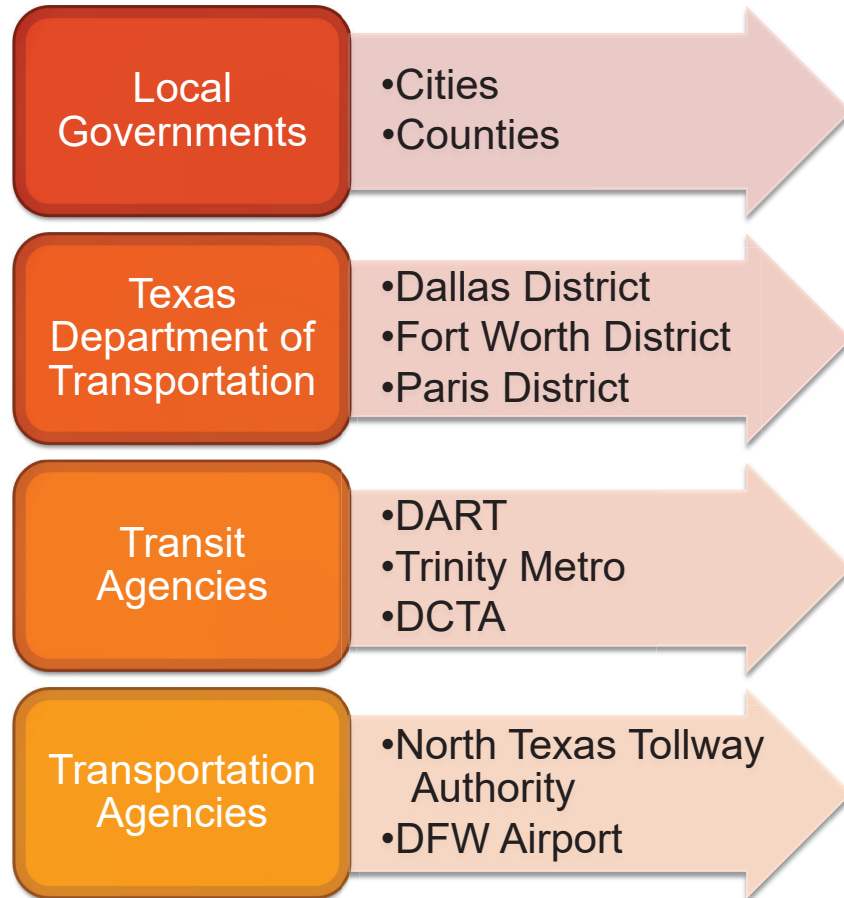 Local
Governments
•Cities
•Counties
Texas
Department of
Transportation
•Dallas District
•Fort Worth District
•Paris District
Transit
Agencies
•DART
•Trinity Metro
•DCTA
Transportation
Agencies
•North Texas Tollway
Authority
•DFW Airport